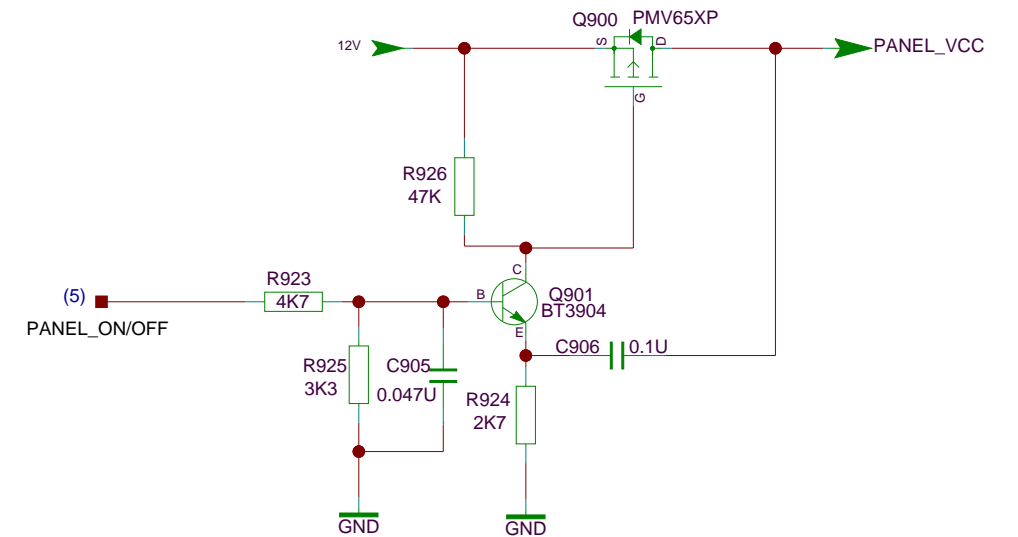 Q900 PMV65XP
12V
S
D
G
PANEL_VCC
R926
47K
C
(5)
R923
4K7
B
Q901
BT3904
PANEL_ON/OFF
E
C906
0.1U
R925
3K3
C905
0.047U
R924
2K7
GND
GND